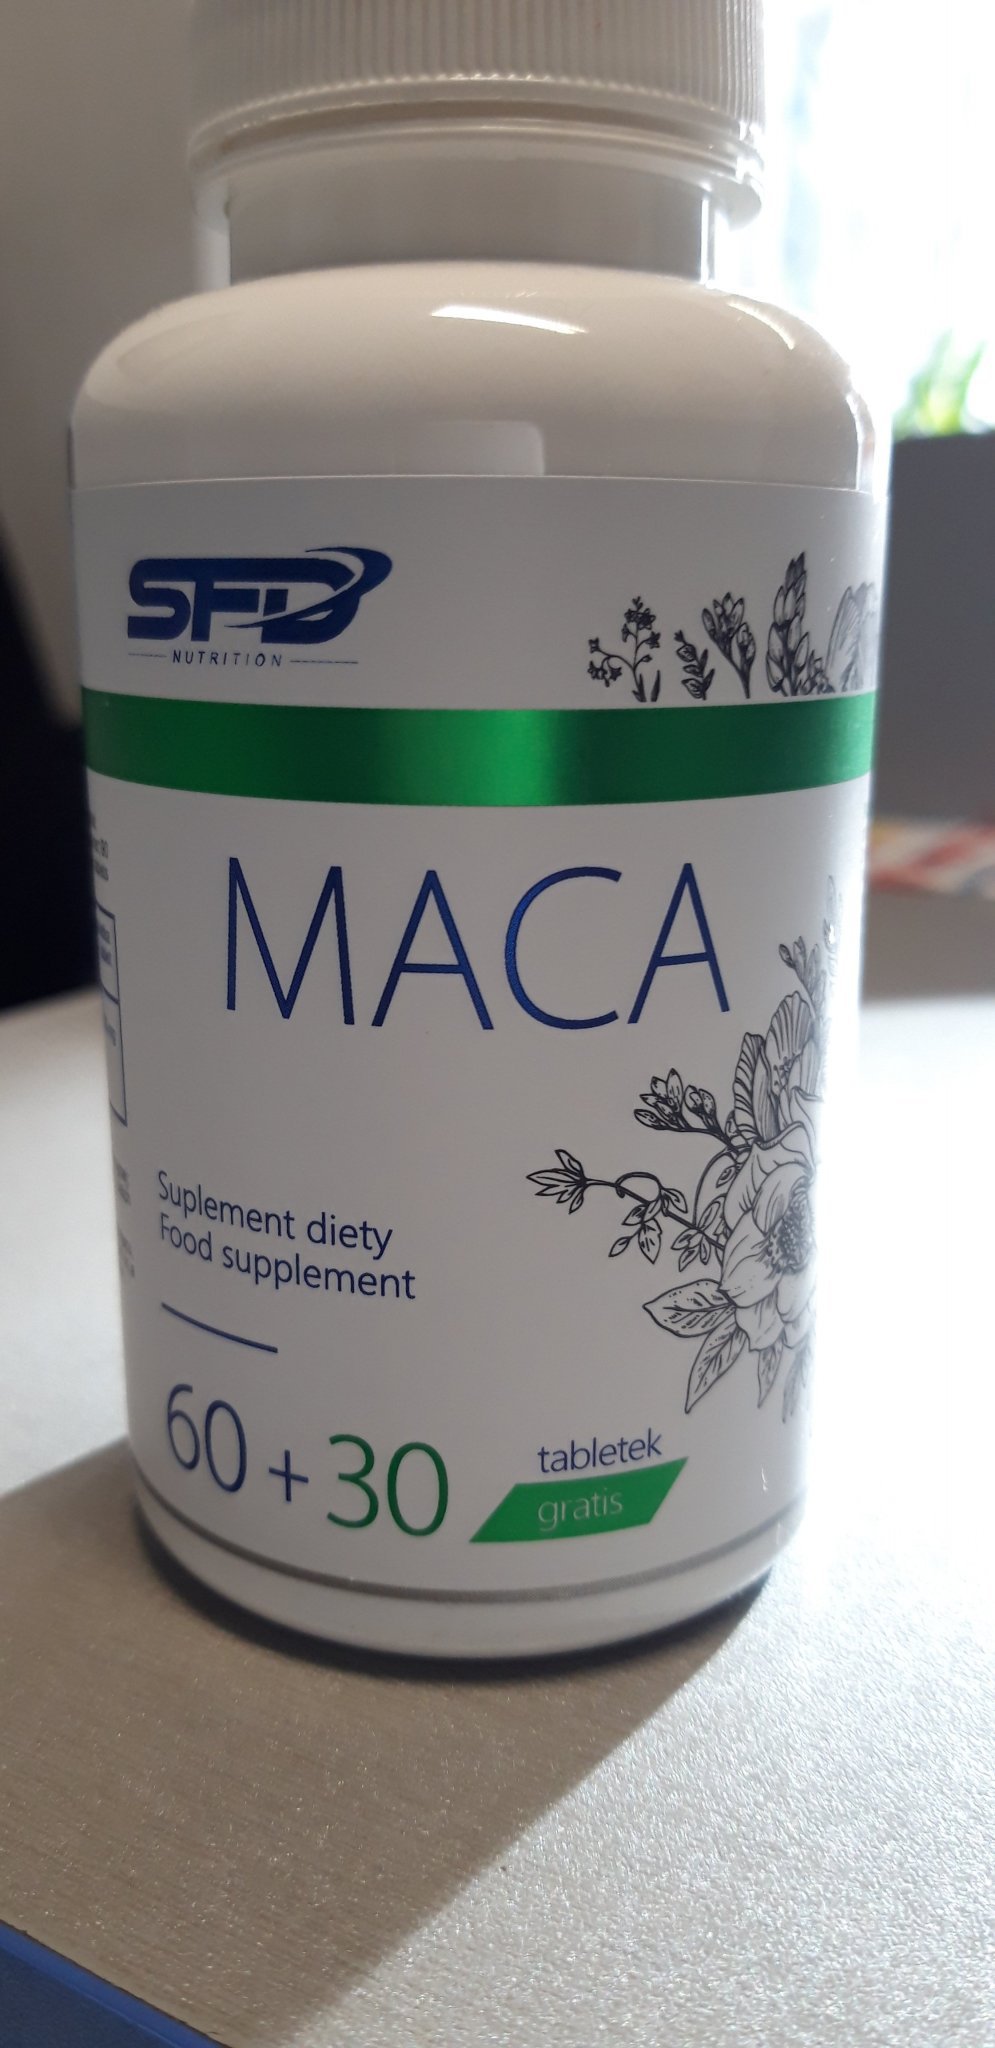 SFD
NUTRITION
MACA
Suplement diety
Food supplement
60 + 30 tabletek
gratis